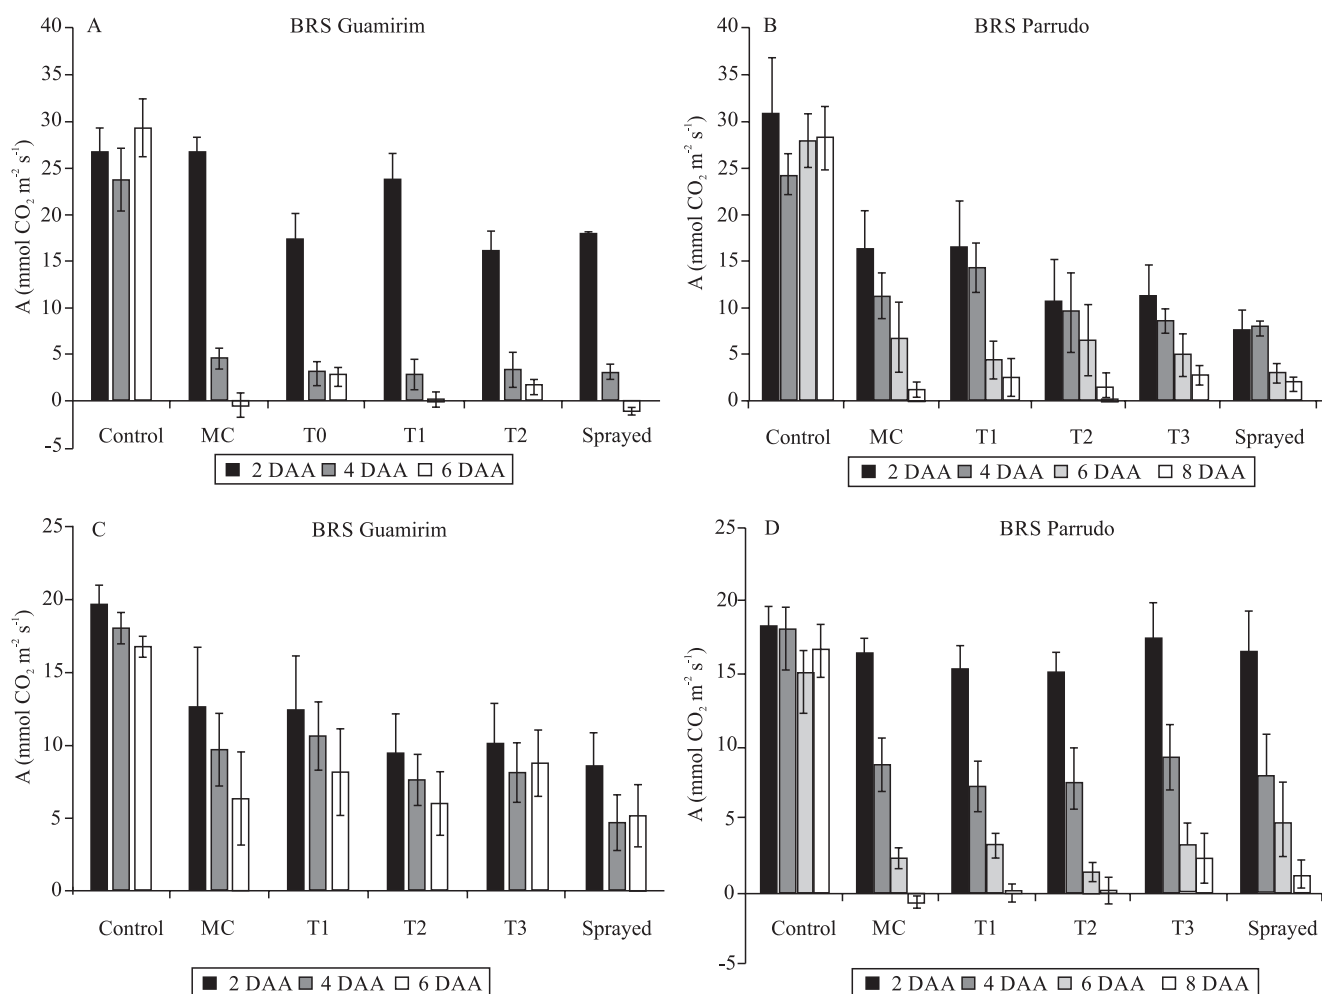 A BRS Guamirim
40
35
30
25
20
15
10
5
0
-5
A (mmol CO₂ m⁻² s⁻¹)
Control MC T0 T1 T2 Sprayed
2 DAA 4 DAA 6 DAA
B BRS Parrudo
40
35
30
25
20
15
10
5
0
-5
A (mmol CO₂ m⁻² s⁻¹)
Control MC T1 T2 T3 Sprayed
2 DAA 4 DAA 6 DAA 8 DAA
C BRS Guamirim
25
20
15
10
5
0
A (mmol CO₂ m⁻² s⁻¹)
Control MC T1 T2 T3 Sprayed
2 DAA 4 DAA 6 DAA
D BRS Parrudo
25
20
15
10
5
0
-5
A (mmol CO₂ m⁻² s⁻¹)
Control MC T1 T2 T3 Sprayed
2 DAA 4 DAA 6 DAA 8 DAA